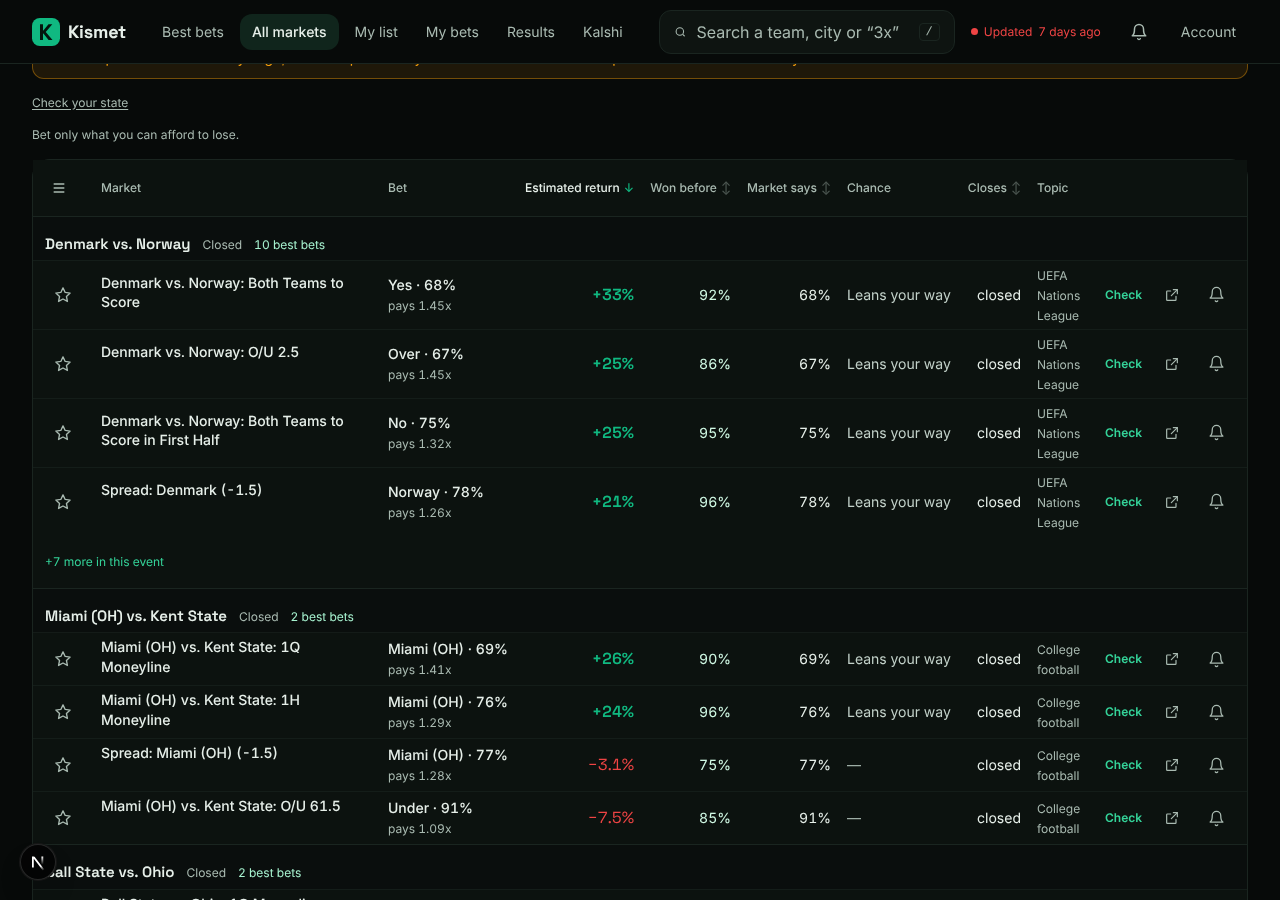 K Kismet Best bets All markets My list My bets Results Kalshi Search a team, city or “3x” / Updated 7 days ago Account
Check your state
Bet only what you can afford to lose.
Market Bet Estimated return ↓ Won before Market says Chance Closes Topic
Denmark vs. Norway Closed 10 best bets
Denmark vs. Norway: Both Teams to
Score
Yes · 68%
pays 1.45x
+33% 92% 68% Leans your way closed
UEFA
Nations
League
Check
Denmark vs. Norway: O/U 2.5
Over · 67%
pays 1.45x
+25% 86% 67% Leans your way closed
UEFA
Nations
League
Check
Denmark vs. Norway: Both Teams to
Score in First Half
No · 75%
pays 1.32x
+25% 95% 75% Leans your way closed
UEFA
Nations
League
Check
Spread: Denmark (-1.5)
Norway · 78%
pays 1.26x
+21% 96% 78% Leans your way closed
UEFA
Nations
League
Check
+7 more in this event
Miami (OH) vs. Kent State Closed 2 best bets
Miami (OH) vs. Kent State: 1Q
Moneyline
Miami (OH) · 69%
pays 1.41x
+26% 90% 69% Leans your way closed
College
football
Check
Miami (OH) vs. Kent State: 1H
Moneyline
Miami (OH) · 76%
pays 1.29x
+24% 96% 76% Leans your way closed
College
football
Check
Spread: Miami (OH) (-1.5)
Miami (OH) · 77%
pays 1.28x
−3.1% 75% 77% — closed
College
football
Check
Miami (OH) vs. Kent State: O/U 61.5
Under · 91%
pays 1.09x
−7.5% 85% 91% — closed
College
football
Check
N
Ball State vs. Ohio Closed 2 best bets